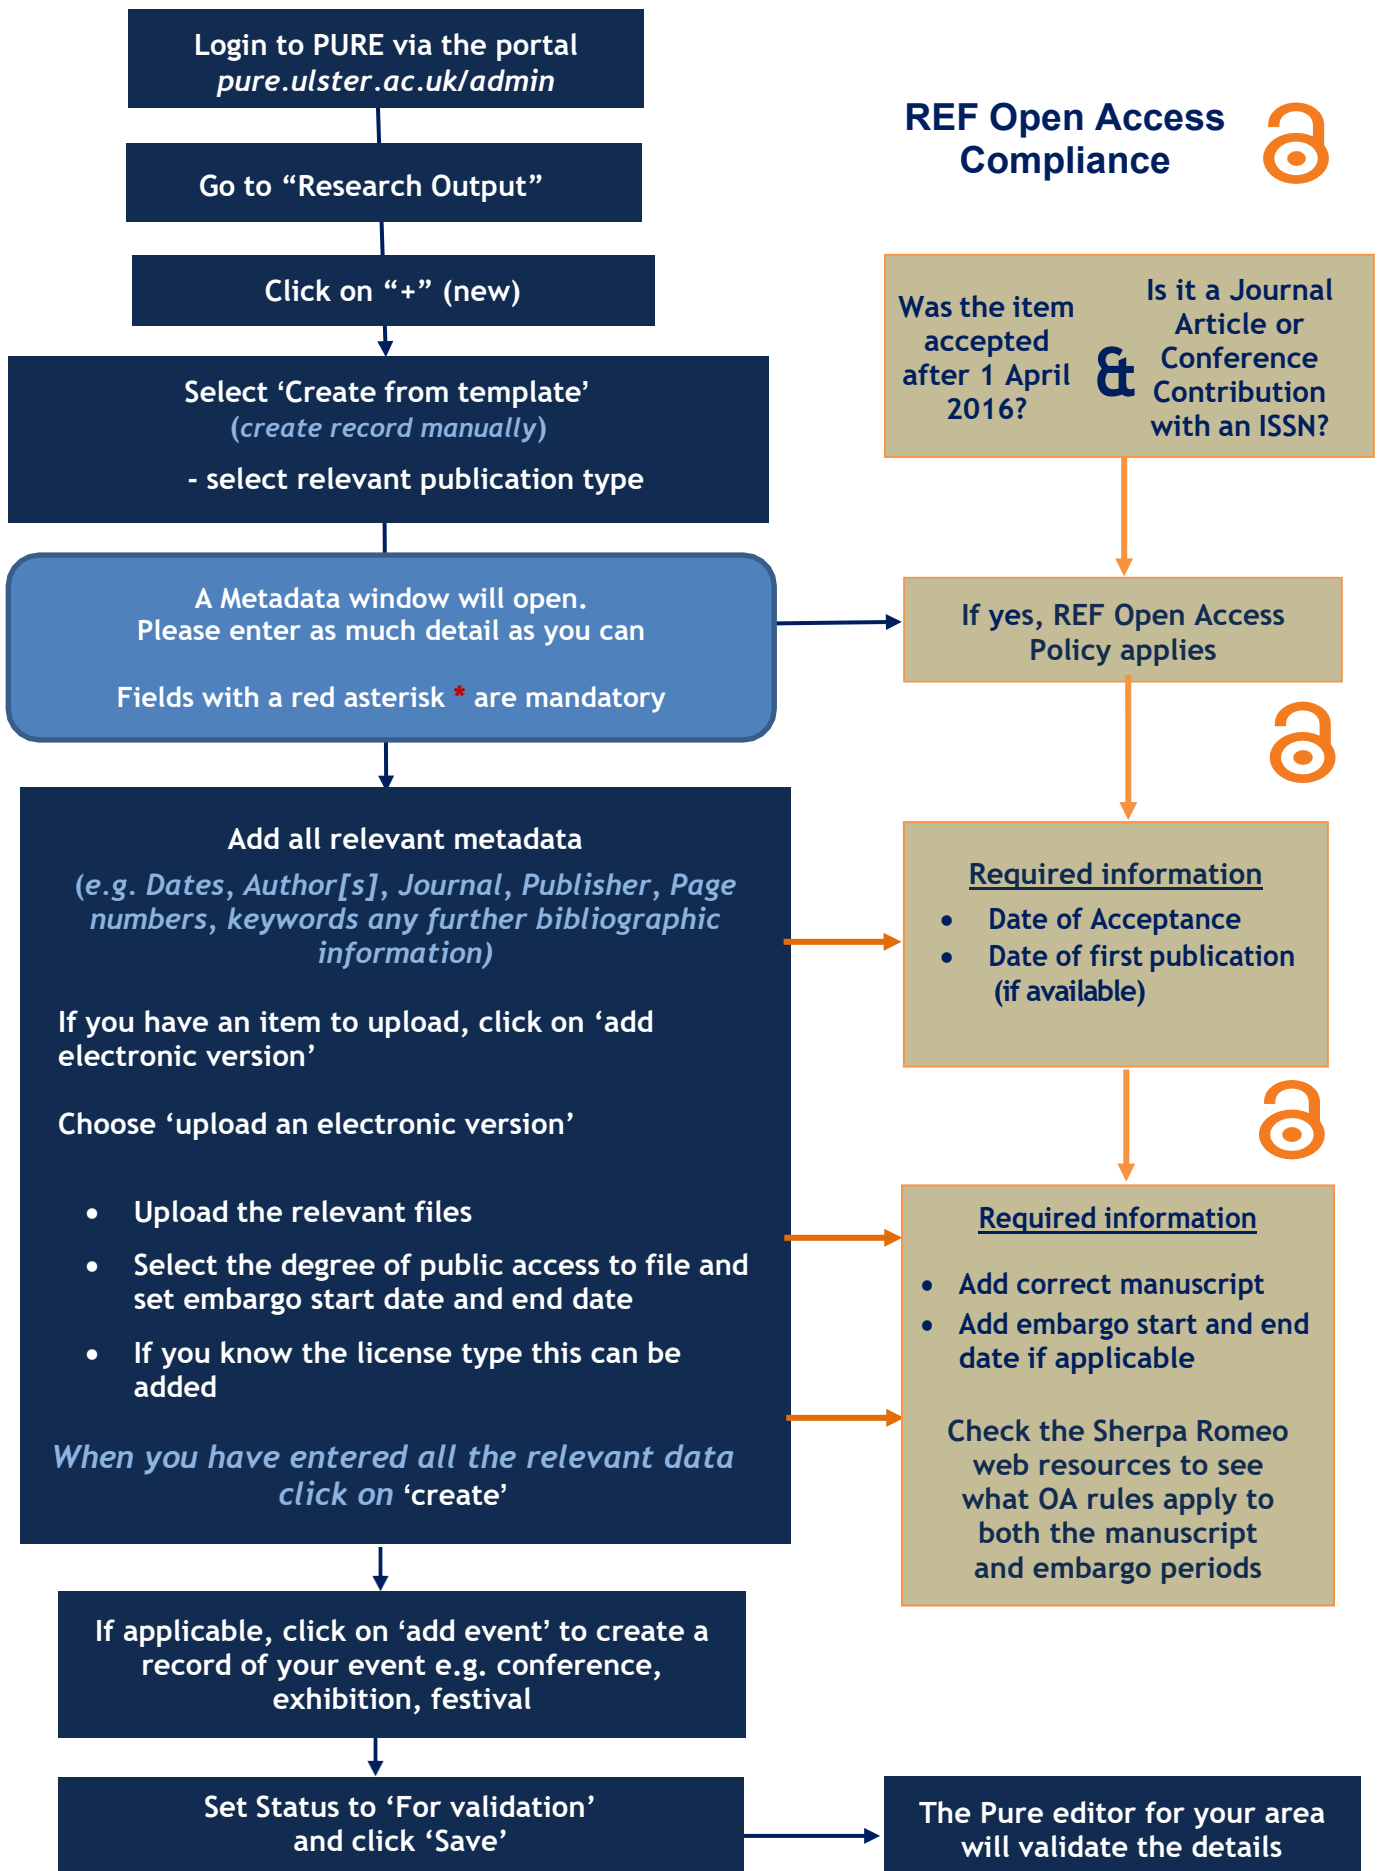 Login to PURE via the portal
pure.ulster.ac.uk/admin
Go to “Research Output”
Click on “+” (new)
Select ‘Create from template’
(create record manually)
- select relevant publication type
A Metadata window will open.
Please enter as much detail as you can
Fields with a red asterisk * are mandatory
Add all relevant metadata
(e.g. Dates, Author[s], Journal, Publisher, Page
numbers, keywords any further bibliographic
information)
If you have an item to upload, click on ‘add
electronic version’
Choose ‘upload an electronic version’
• Upload the relevant files
• Select the degree of public access to file and
set embargo start date and end date
• If you know the license type this can be
added
When you have entered all the relevant data
click on ‘create’
If applicable, click on ‘add event’ to create a
record of your event e.g. conference,
exhibition, festival
Set Status to ‘For validation’
and click ‘Save’
REF Open Access
Compliance
Was the item
accepted
after 1 April
2016?
&
Is it a Journal
Article or
Conference
Contribution
with an ISSN?
If yes, REF Open Access
Policy applies
Required information
• Date of Acceptance
• Date of first publication
(if available)
Required information
• Add correct manuscript
• Add embargo start and end
date if applicable
Check the Sherpa Romeo
web resources to see
what OA rules apply to
both the manuscript
and embargo periods
The Pure editor for your area
will validate the details